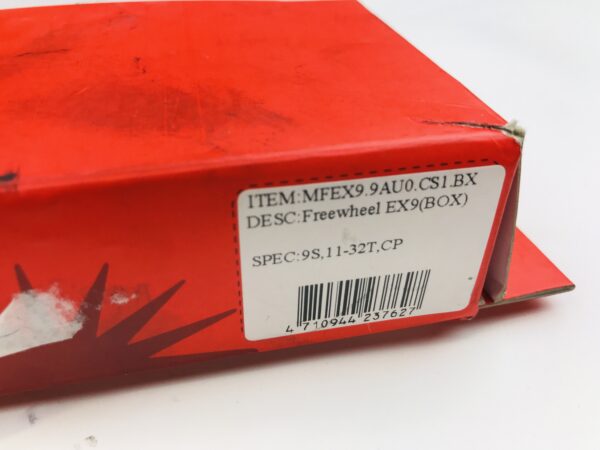 ITEM:MFEX9.9AU0.CS1.BX
DESC:Freewheel EX9(BOX)
SPEC:9S,11-32T,CP
4 710944 237627